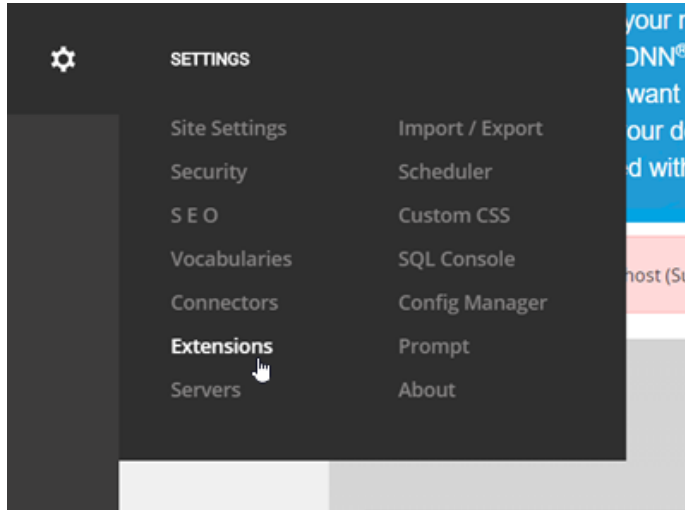 SETTINGS
Site Settings
Security
S E O
Vocabularies
Connectors
Extensions
Servers
Import / Export
Scheduler
Custom CSS
SQL Console
Config Manager
Prompt
About
your
DNN®
want
our d
d with
host (Su